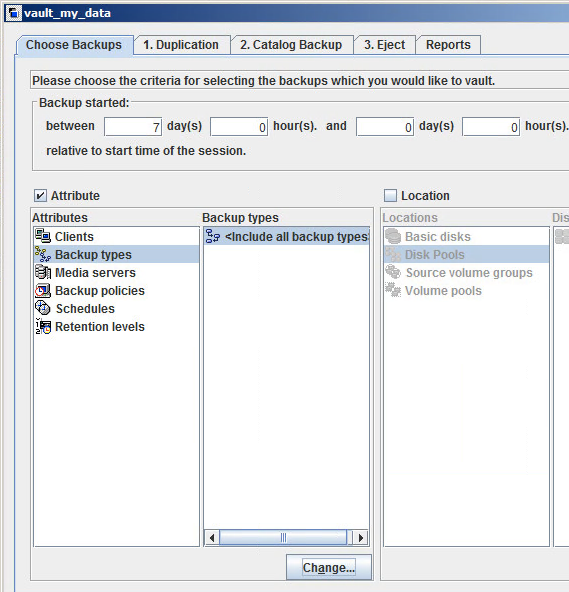 vault_my_data
Choose Backups 1. Duplication 2. Catalog Backup 3. Eject Reports
Please choose the criteria for selecting the backups which you would like to vault.
Backup started:
between 7 day(s) 0 hour(s). and 0 day(s) 0 hour(s).
relative to start time of the session.
Attribute Location
Attributes Backup types Locations Dis
Clients <Include all backup types Basic disks
Backup types Disk Pools
Media servers Source volume groups
Backup policies Volume pools
Schedules
Retention levels
Change...